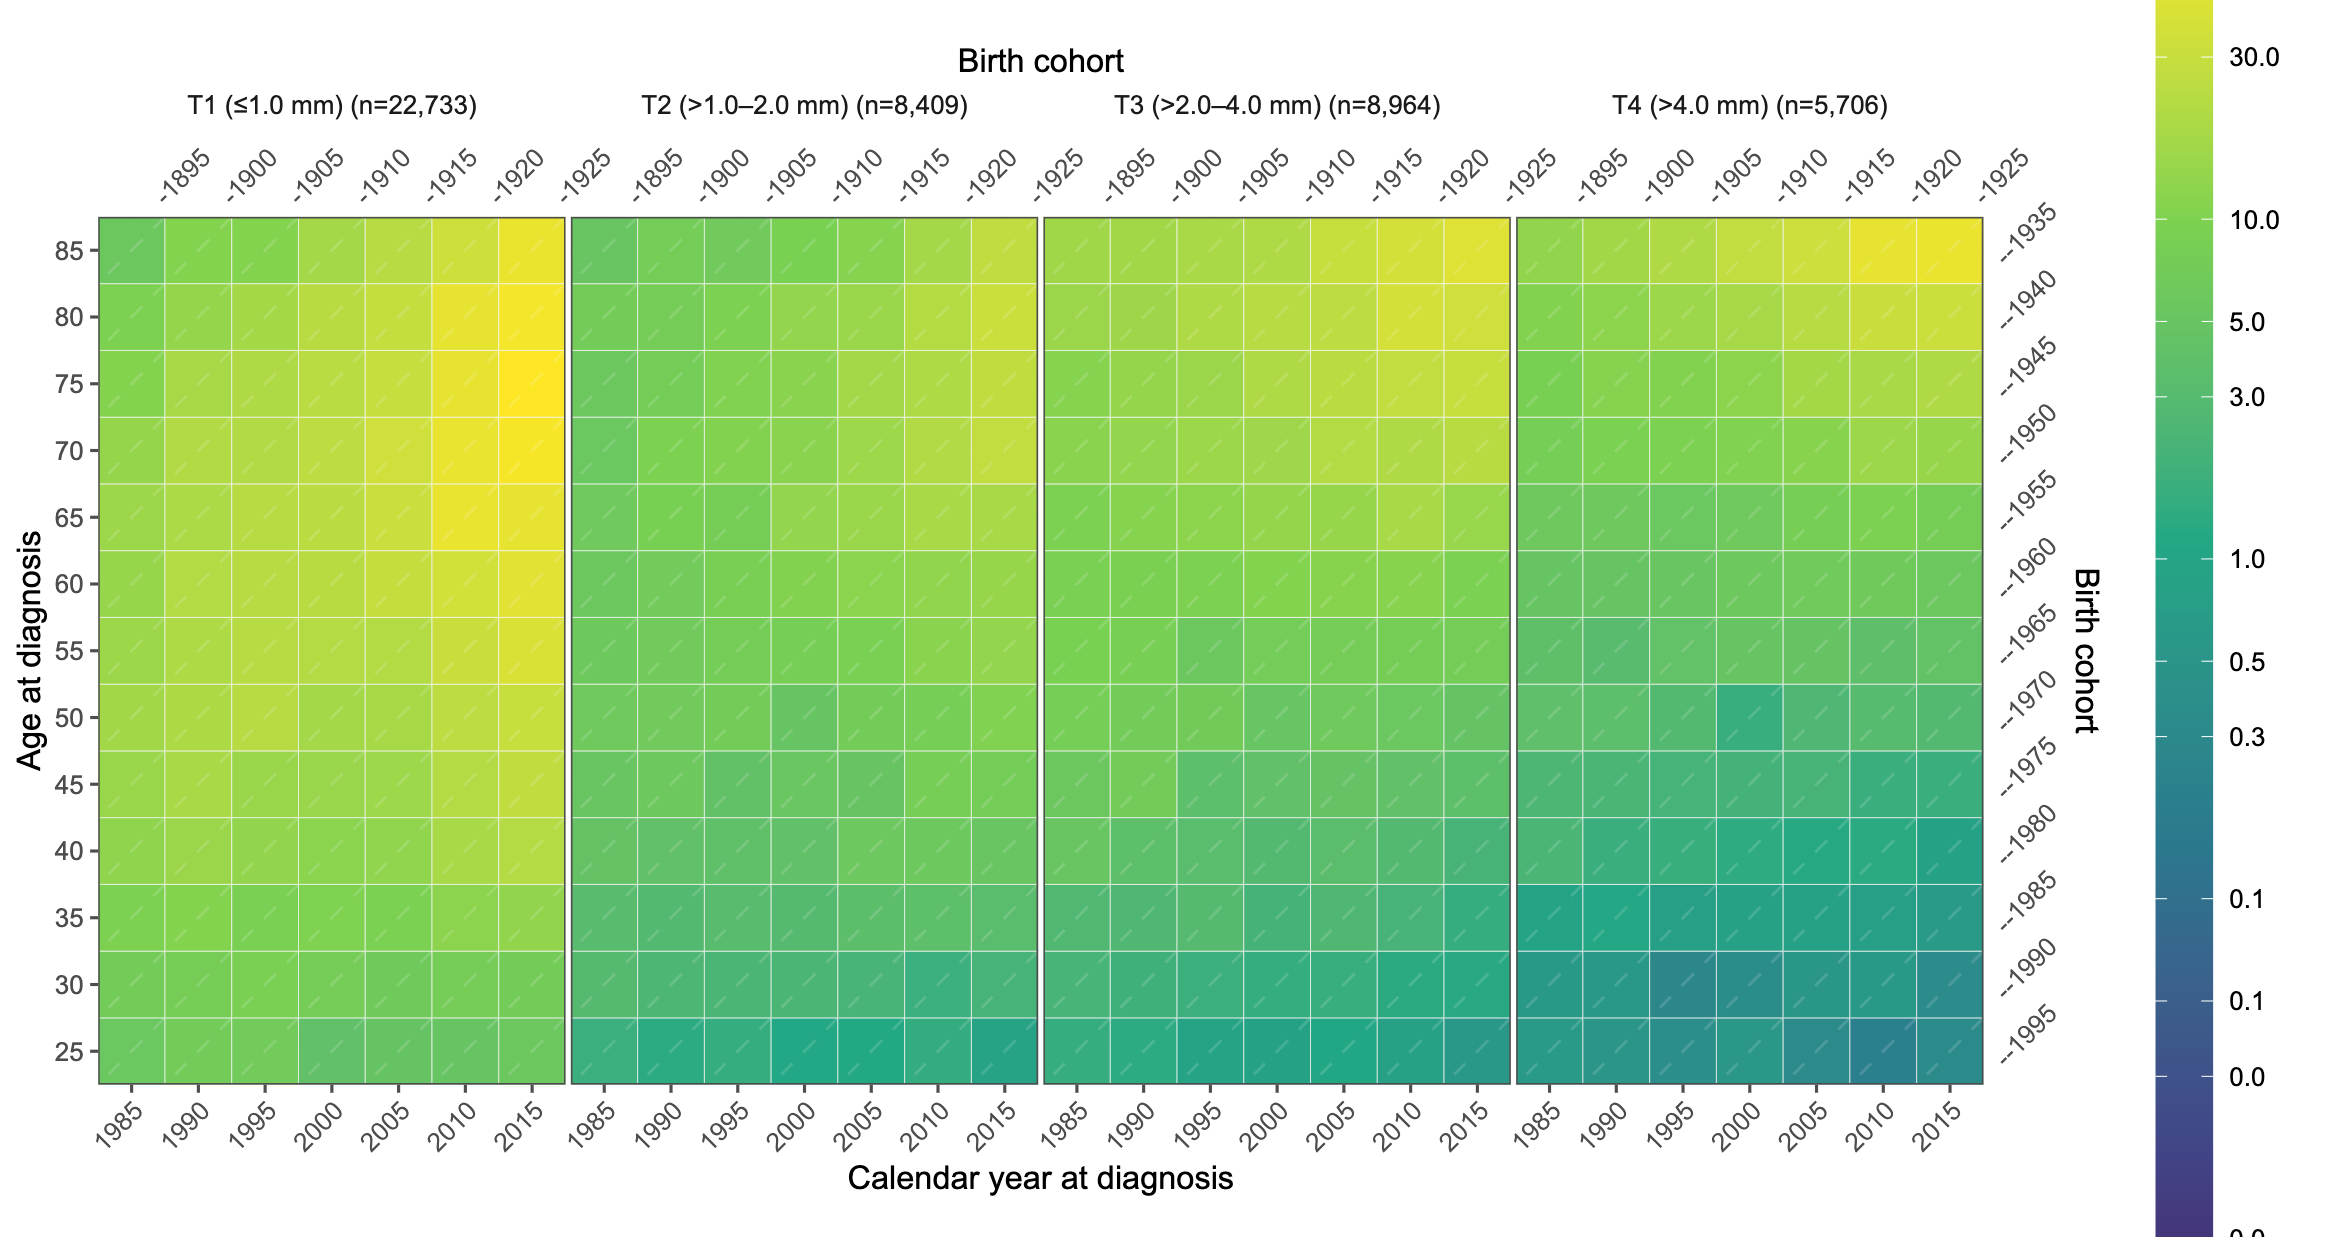 Birth cohort
T1 (≤1.0 mm) (n=22,733)
T2 (>1.0–2.0 mm) (n=8,409)
T3 (>2.0–4.0 mm) (n=8,964)
T4 (>4.0 mm) (n=5,706)
-1895 -1900 -1905 -1910 -1915 -1920 -1925
-1895 -1900 -1905 -1910 -1915 -1920 -1925
-1895 -1900 -1905 -1910 -1915 -1920 -1925
-1895 -1900 -1905 -1910 -1915 -1920 -1925
Age at diagnosis
85
80
75
70
65
60
55
50
45
40
35
30
25
--1935
--1940
--1945
--1950
--1955
--1960
--1965
--1970
--1975
--1980
--1985
--1990
--1995
Birth cohort
1985 1990 1995 2000 2005 2010 2015
1985 1990 1995 2000 2005 2010 2015
1985 1990 1995 2000 2005 2010 2015
1985 1990 1995 2000 2005 2010 2015
Calendar year at diagnosis
30.0
10.0
5.0
3.0
1.0
0.5
0.3
0.1
0.1
0.0